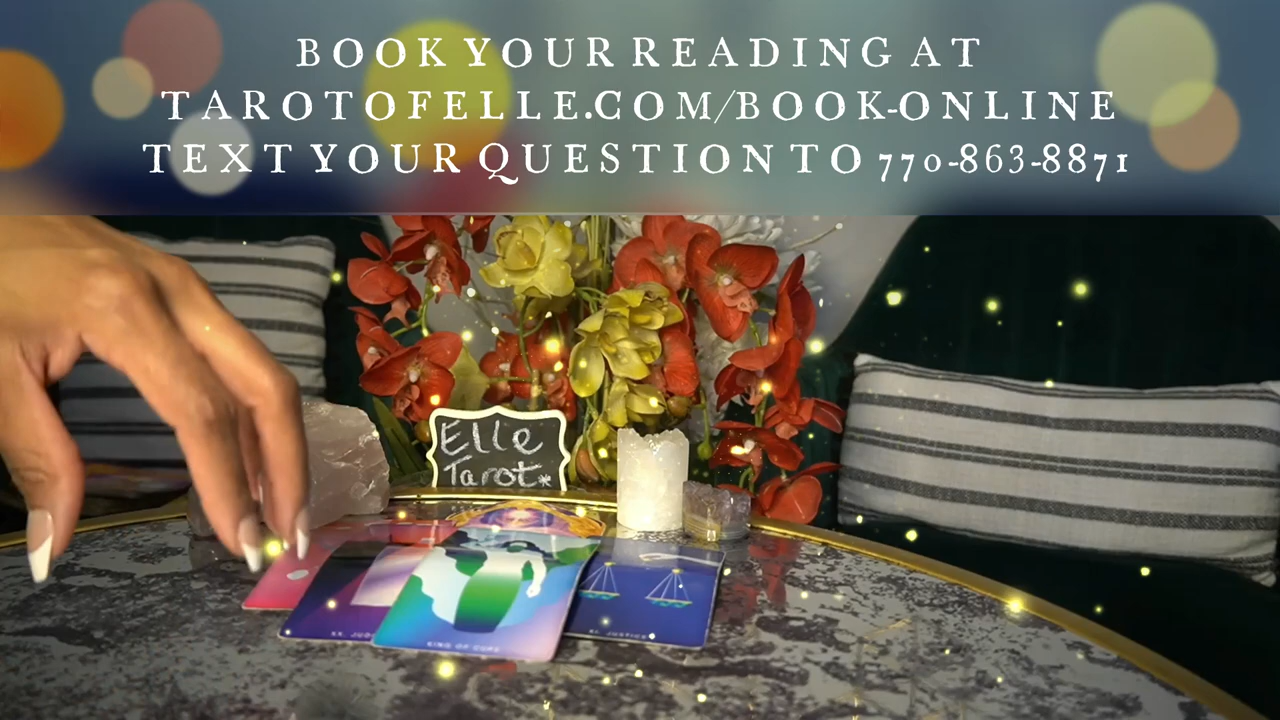 BOOK YOUR READING AT
TAROTOFELLE.COM/BOOK-ONLINE
TEXT YOUR QUESTION TO 770-863-8871
Elle
Tarot*
KING OF CUPS
XI. JUSTICE
XX.